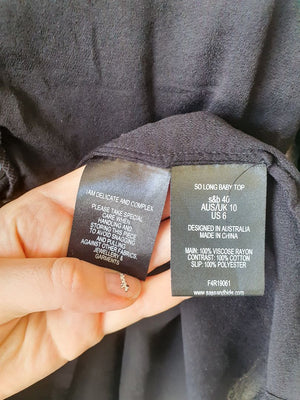 I AM DELICATE AND COMPLEX
PLEASE TAKE SPECIAL
CARE WHEN
HANDLING AND
STORING THIS PIECE
TO AVOID SNAGGING
AND PULLING
AGAINST OTHER FABRICS,
JEWELLERY &
GARMENTS
SO LONG BABY TOP
s&b 40
AUS/UK 10
US 6
DESIGNED IN AUSTRALIA
MADE IN CHINA
MAIN: 100% VISCOSE RAYON
CONTRAST: 100% COTTON
SLIP: 100% POLYESTER
F4R19061
www.sassandbide.com